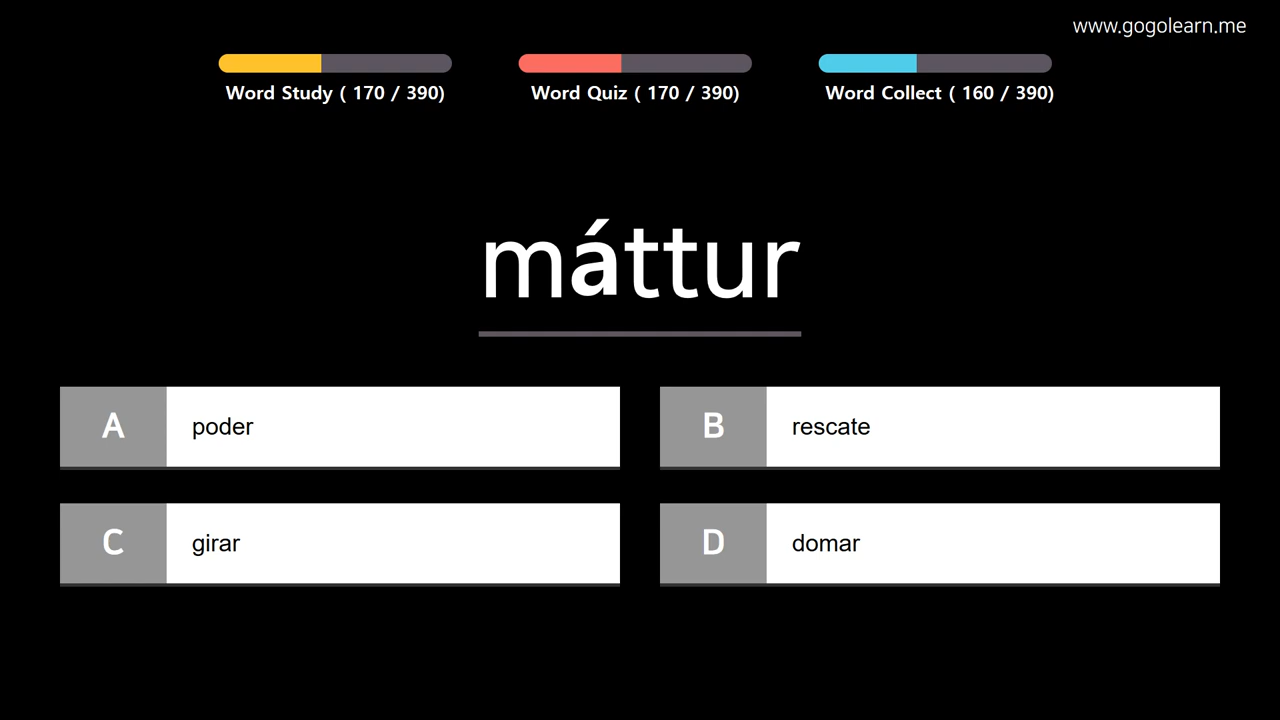 www.gogolearn.me
Word Study ( 170 / 390)
Word Quiz ( 170 / 390)
Word Collect ( 160 / 390)
máttur
A poder
B rescate
C girar
D domar